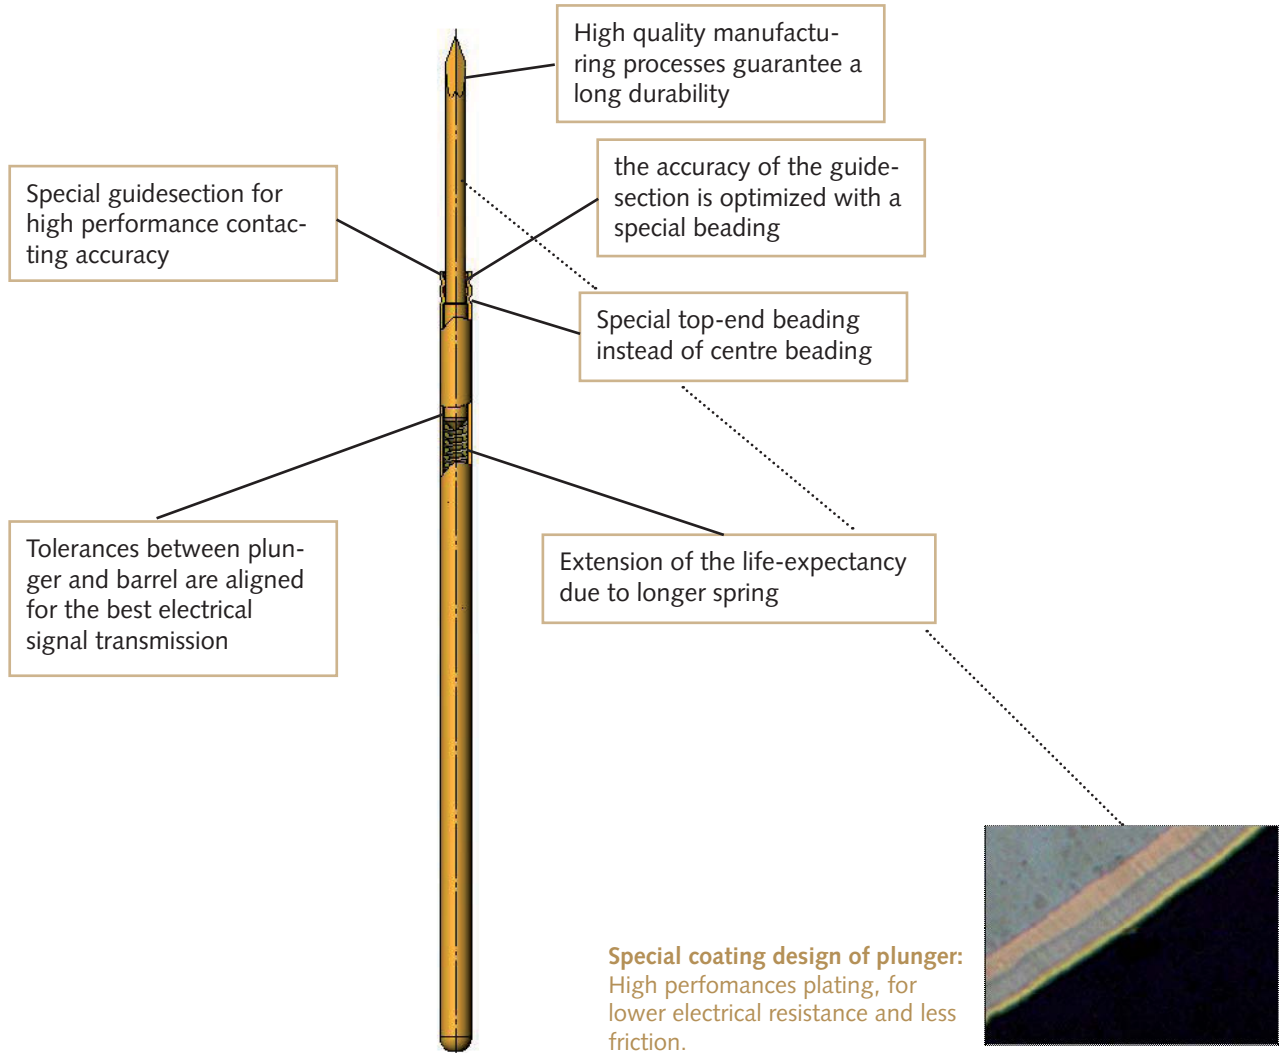 High quality manufactu-
ring processes guarantee a
long durability
the accuracy of the guide-
section is optimized with a
special beading
Special guidesection for
high performance contac-
ting accuracy
Special top-end beading
instead of centre beading
Tolerances between plun-
ger and barrel are aligned
for the best electrical
signal transmission
Extension of the life-expectancy
due to longer spring
Special coating design of plunger:
High perfomances plating, for
lower electrical resistance and less
friction.